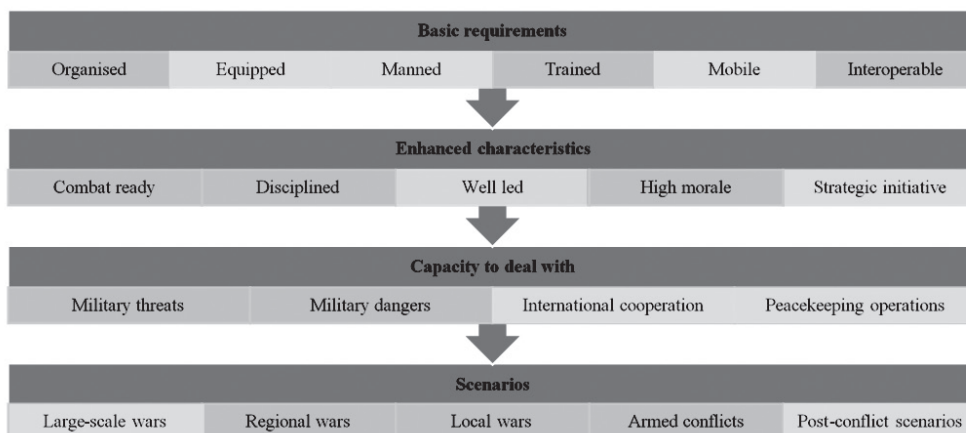 Basic requirements
Organised Equipped Manned Trained Mobile Interoperable
Enhanced characteristics
Combat ready Disciplined Well led High morale Strategic initiative
Capacity to deal with
Military threats Military dangers International cooperation Peacekeeping operations
Scenarios
Large-scale wars Regional wars Local wars Armed conflicts Post-conflict scenarios